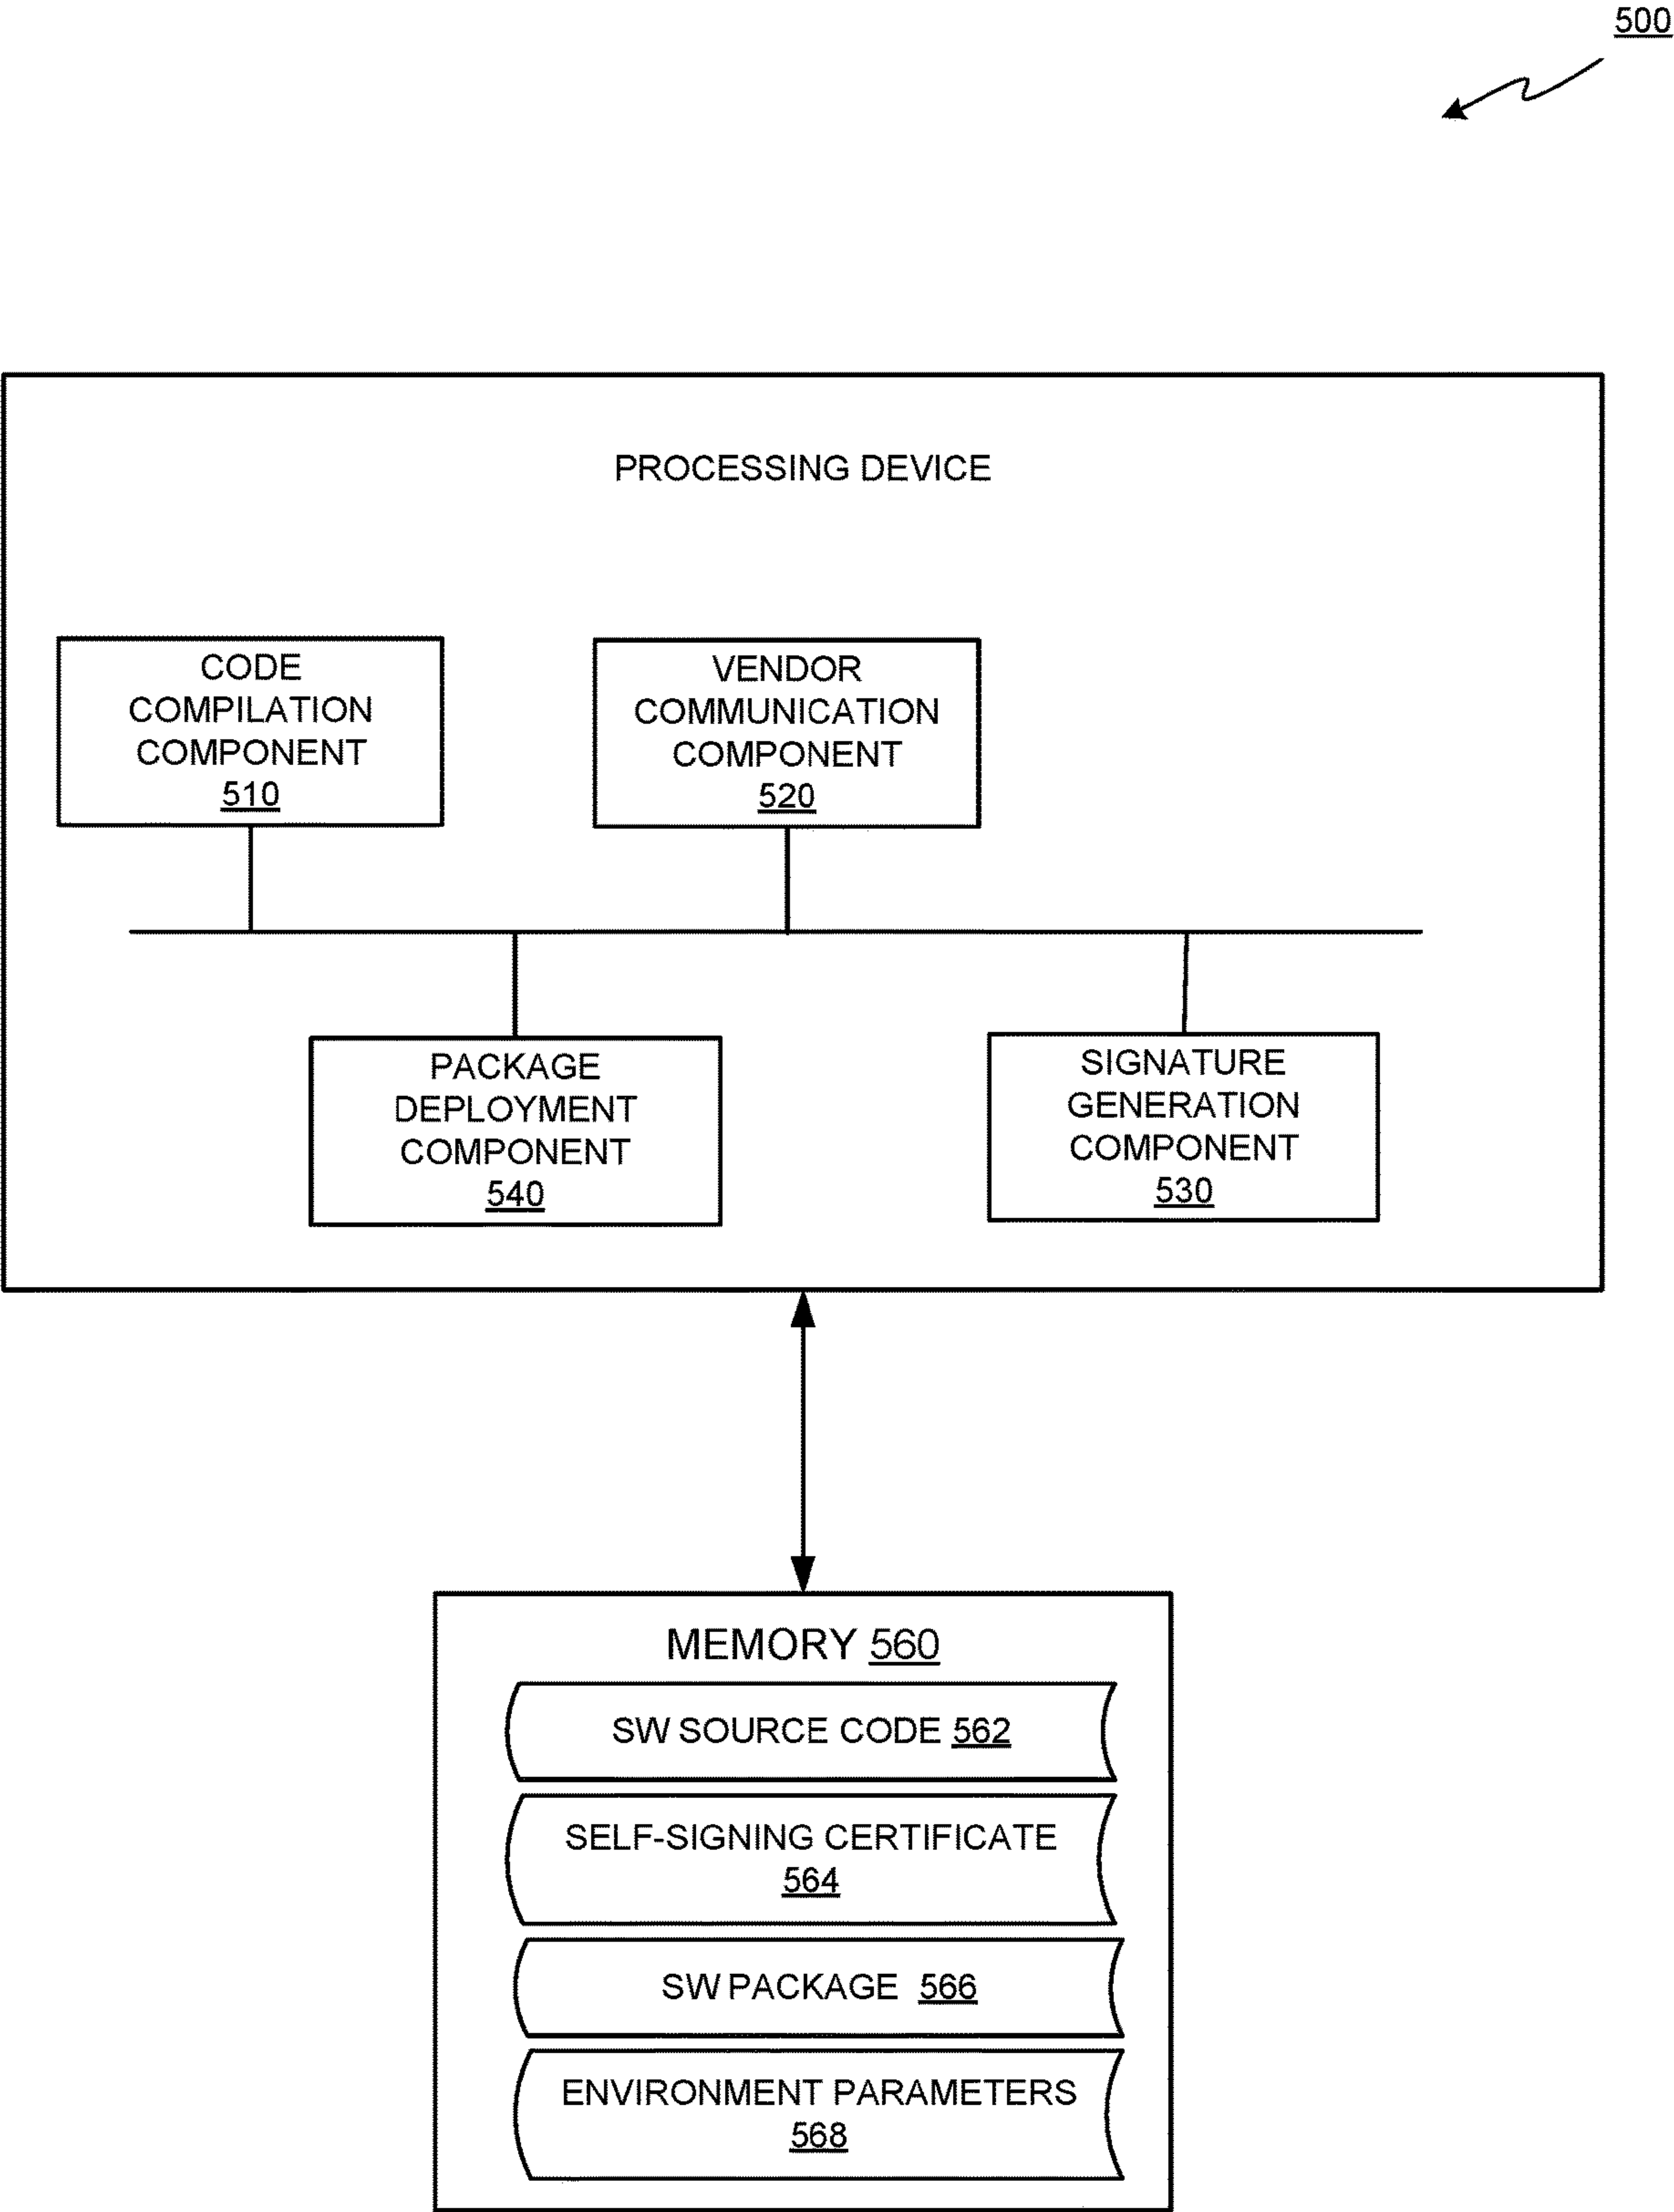 500
PROCESSING DEVICE
CODE
COMPILATION
COMPONENT
510
VENDOR
COMMUNICATION
COMPONENT
520
PACKAGE
DEPLOYMENT
COMPONENT
540
SIGNATURE
GENERATION
COMPONENT
530
MEMORY 560
SW SOURCE CODE 562
SELF-SIGNING CERTIFICATE
564
SW PACKAGE 566
ENVIRONMENT PARAMETERS
568